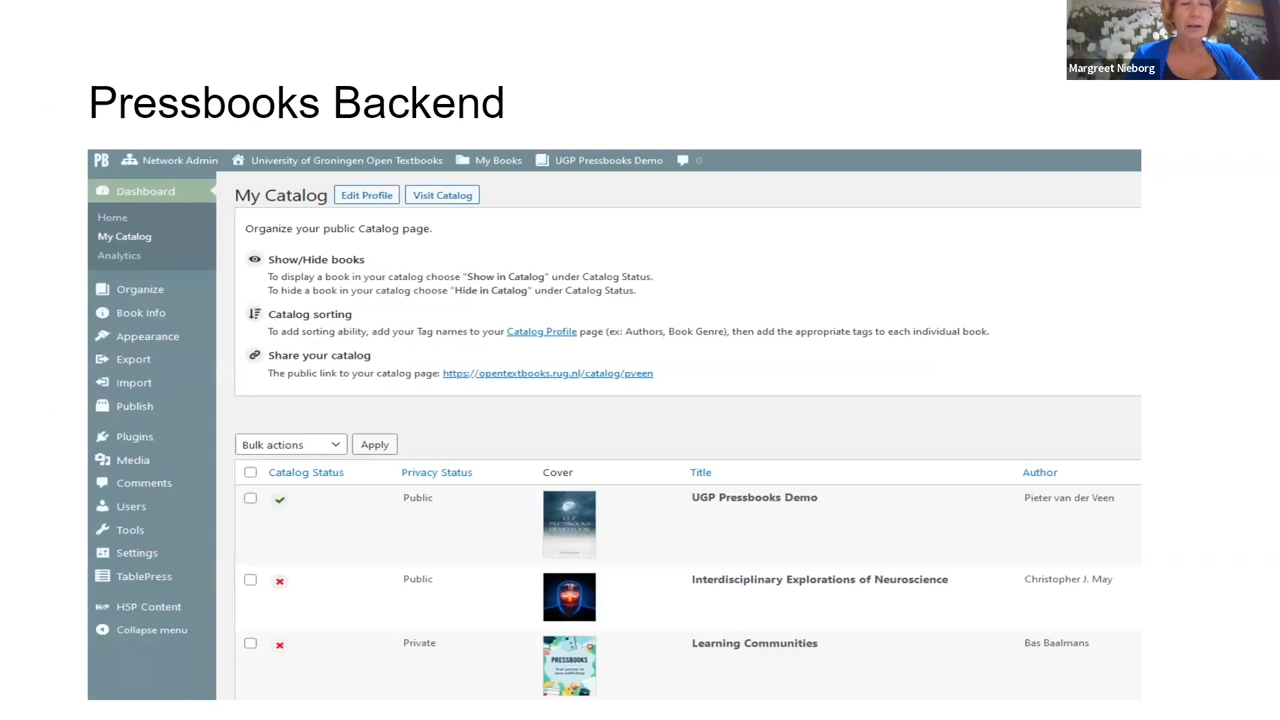 Margreet Nieborg
Pressbooks Backend
PB Network Admin University of Groningen Open Textbooks My Books UGP Pressbooks Demo 0
Dashboard
Home
My Catalog
Analytics
Organize
Book Info
Appearance
Export
Import
Publish
Plugins
Media
Comments
Users
Tools
Settings
TablePress
H5P Content
Collapse menu
My Catalog Edit Profile Visit Catalog
Organize your public Catalog page.
Show/Hide books
To display a book in your catalog choose "Show in Catalog" under Catalog Status.
To hide a book in your catalog choose "Hide in Catalog" under Catalog Status.
Catalog sorting
To add sorting ability, add your Tag names to your Catalog Profile page (ex: Authors, Book Genre), then add the appropriate tags to each individual book.
Share your catalog
The public link to your catalog page: https://opentextbooks.rug.nl/catalog/pveen
Bulk actions Apply
Catalog Status Privacy Status Cover Title Author
Public UGP Pressbooks Demo Pieter van der Veen
UGP
PRESSBOOKS
Public Interdisciplinary Explorations of Neuroscience Christopher J. May
Private Learning Communities Bas Baalmans
PRESSBOOKS